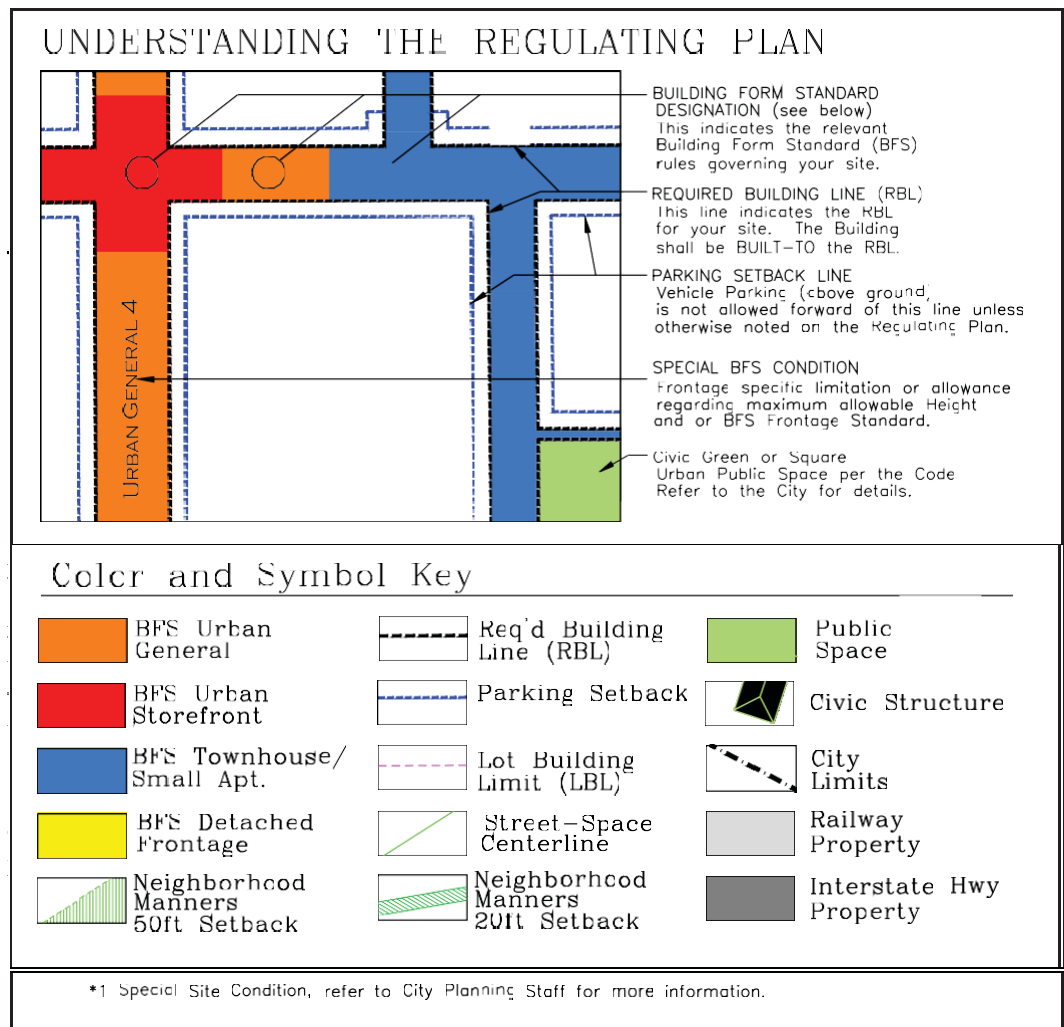 UNDERSTANDING THE REGULATING PLAN
BUILDING FORM STANDARD
DESIGNATION (see below)
This indicates the relevant
Building Form Standard (BFS)
rules governing your site.
REQUIRED BUILDING LINE (RBL)
This line indicates the RBL
for your site. The Building
shall be BUILT-TO the RBL.
PARKING SETBACK LINE
Vehicle Parking (above ground)
is not allowed forward of this line unless
otherwise noted on the Regulating Plan.
SPECIAL BFS CONDITION
Frontage specific limitation or allowance
regarding maximum allowable Height
and or BFS Frontage Standard.
Civic Green or Square
Urban Public Space per the Code
Refer to the City for details.
URBAN GENERAL 4
Color and Symbol Key
BFS Urban
General
Req'd Building
Line (RBL)
Public
Space
BFS Urban
Storefront
Parking Setback
Civic Structure
BFS Townhouse/
Small Apt.
Lot Building
Limit (LBL)
City
Limits
BFS Detached
Frontage
Street-Space
Centerline
Railway
Property
Neighborhood
Manners
50ft Setback
Neighborhood
Manners
20ft Setback
Interstate Hwy
Property
*1 Special Site Condition, refer to City Planning Staff for more information.